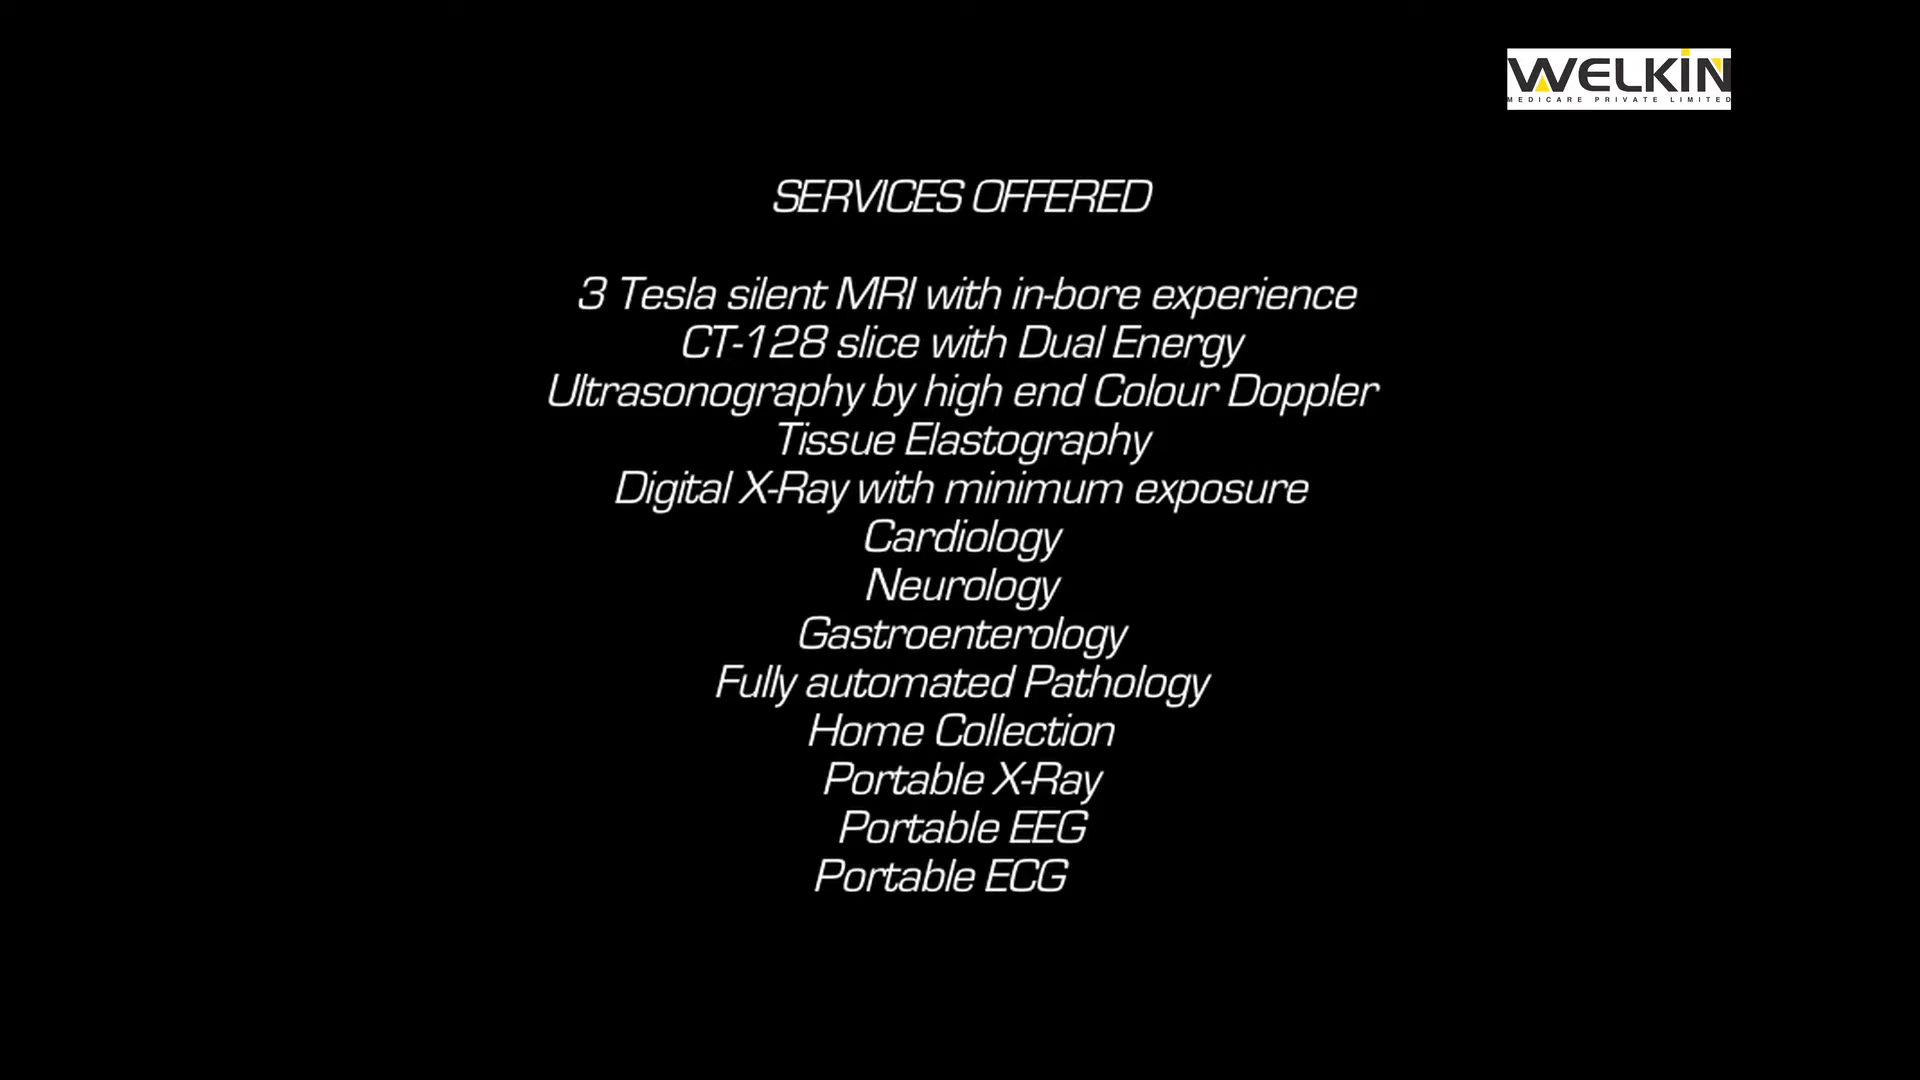 WELKIN
MEDICARE PRIVATE LIMITED
SERVICES OFFERED
3 Tesla silent MRI with in-bore experience
CT-128 slice with Dual Energy
Ultrasonography by high end Colour Doppler
Tissue Elastography
Digital X-Ray with minimum exposure
Cardiology
Neurology
Gastroenterology
Fully automated Pathology
Home Collection
Portable X-Ray
Portable EEG
Portable ECG